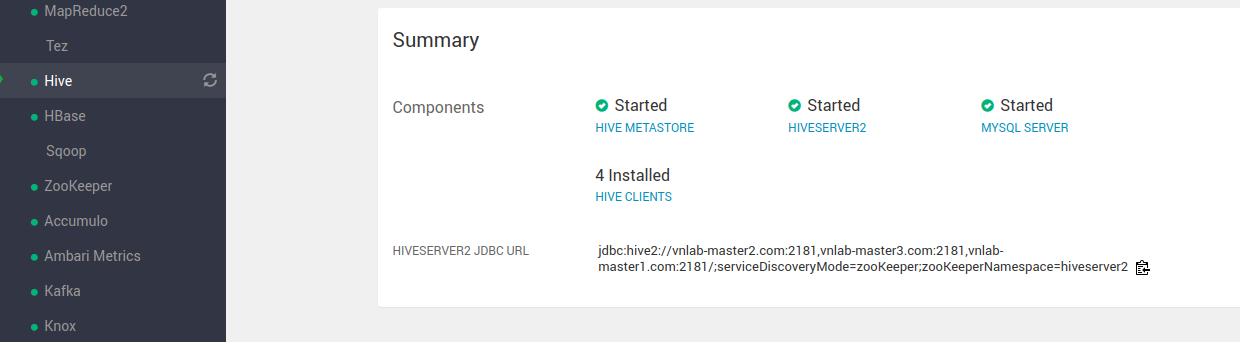 MapReduce2
Tez
Hive
HBase
Sqoop
ZooKeeper
Accumulo
Ambari Metrics
Kafka
Knox
Summary
Components
Started
HIVE METASTORE
Started
HIVESERVER2
Started
MYSQL SERVER
4 Installed
HIVE CLIENTS
HIVESERVER2 JDBC URL
jdbc:hive2://vnlab-master2.com:2181,vnlab-master3.com:2181,vnlab-
master1.com:2181/;serviceDiscoveryMode=zooKeeper;zooKeeperNamespace=hiveserver2